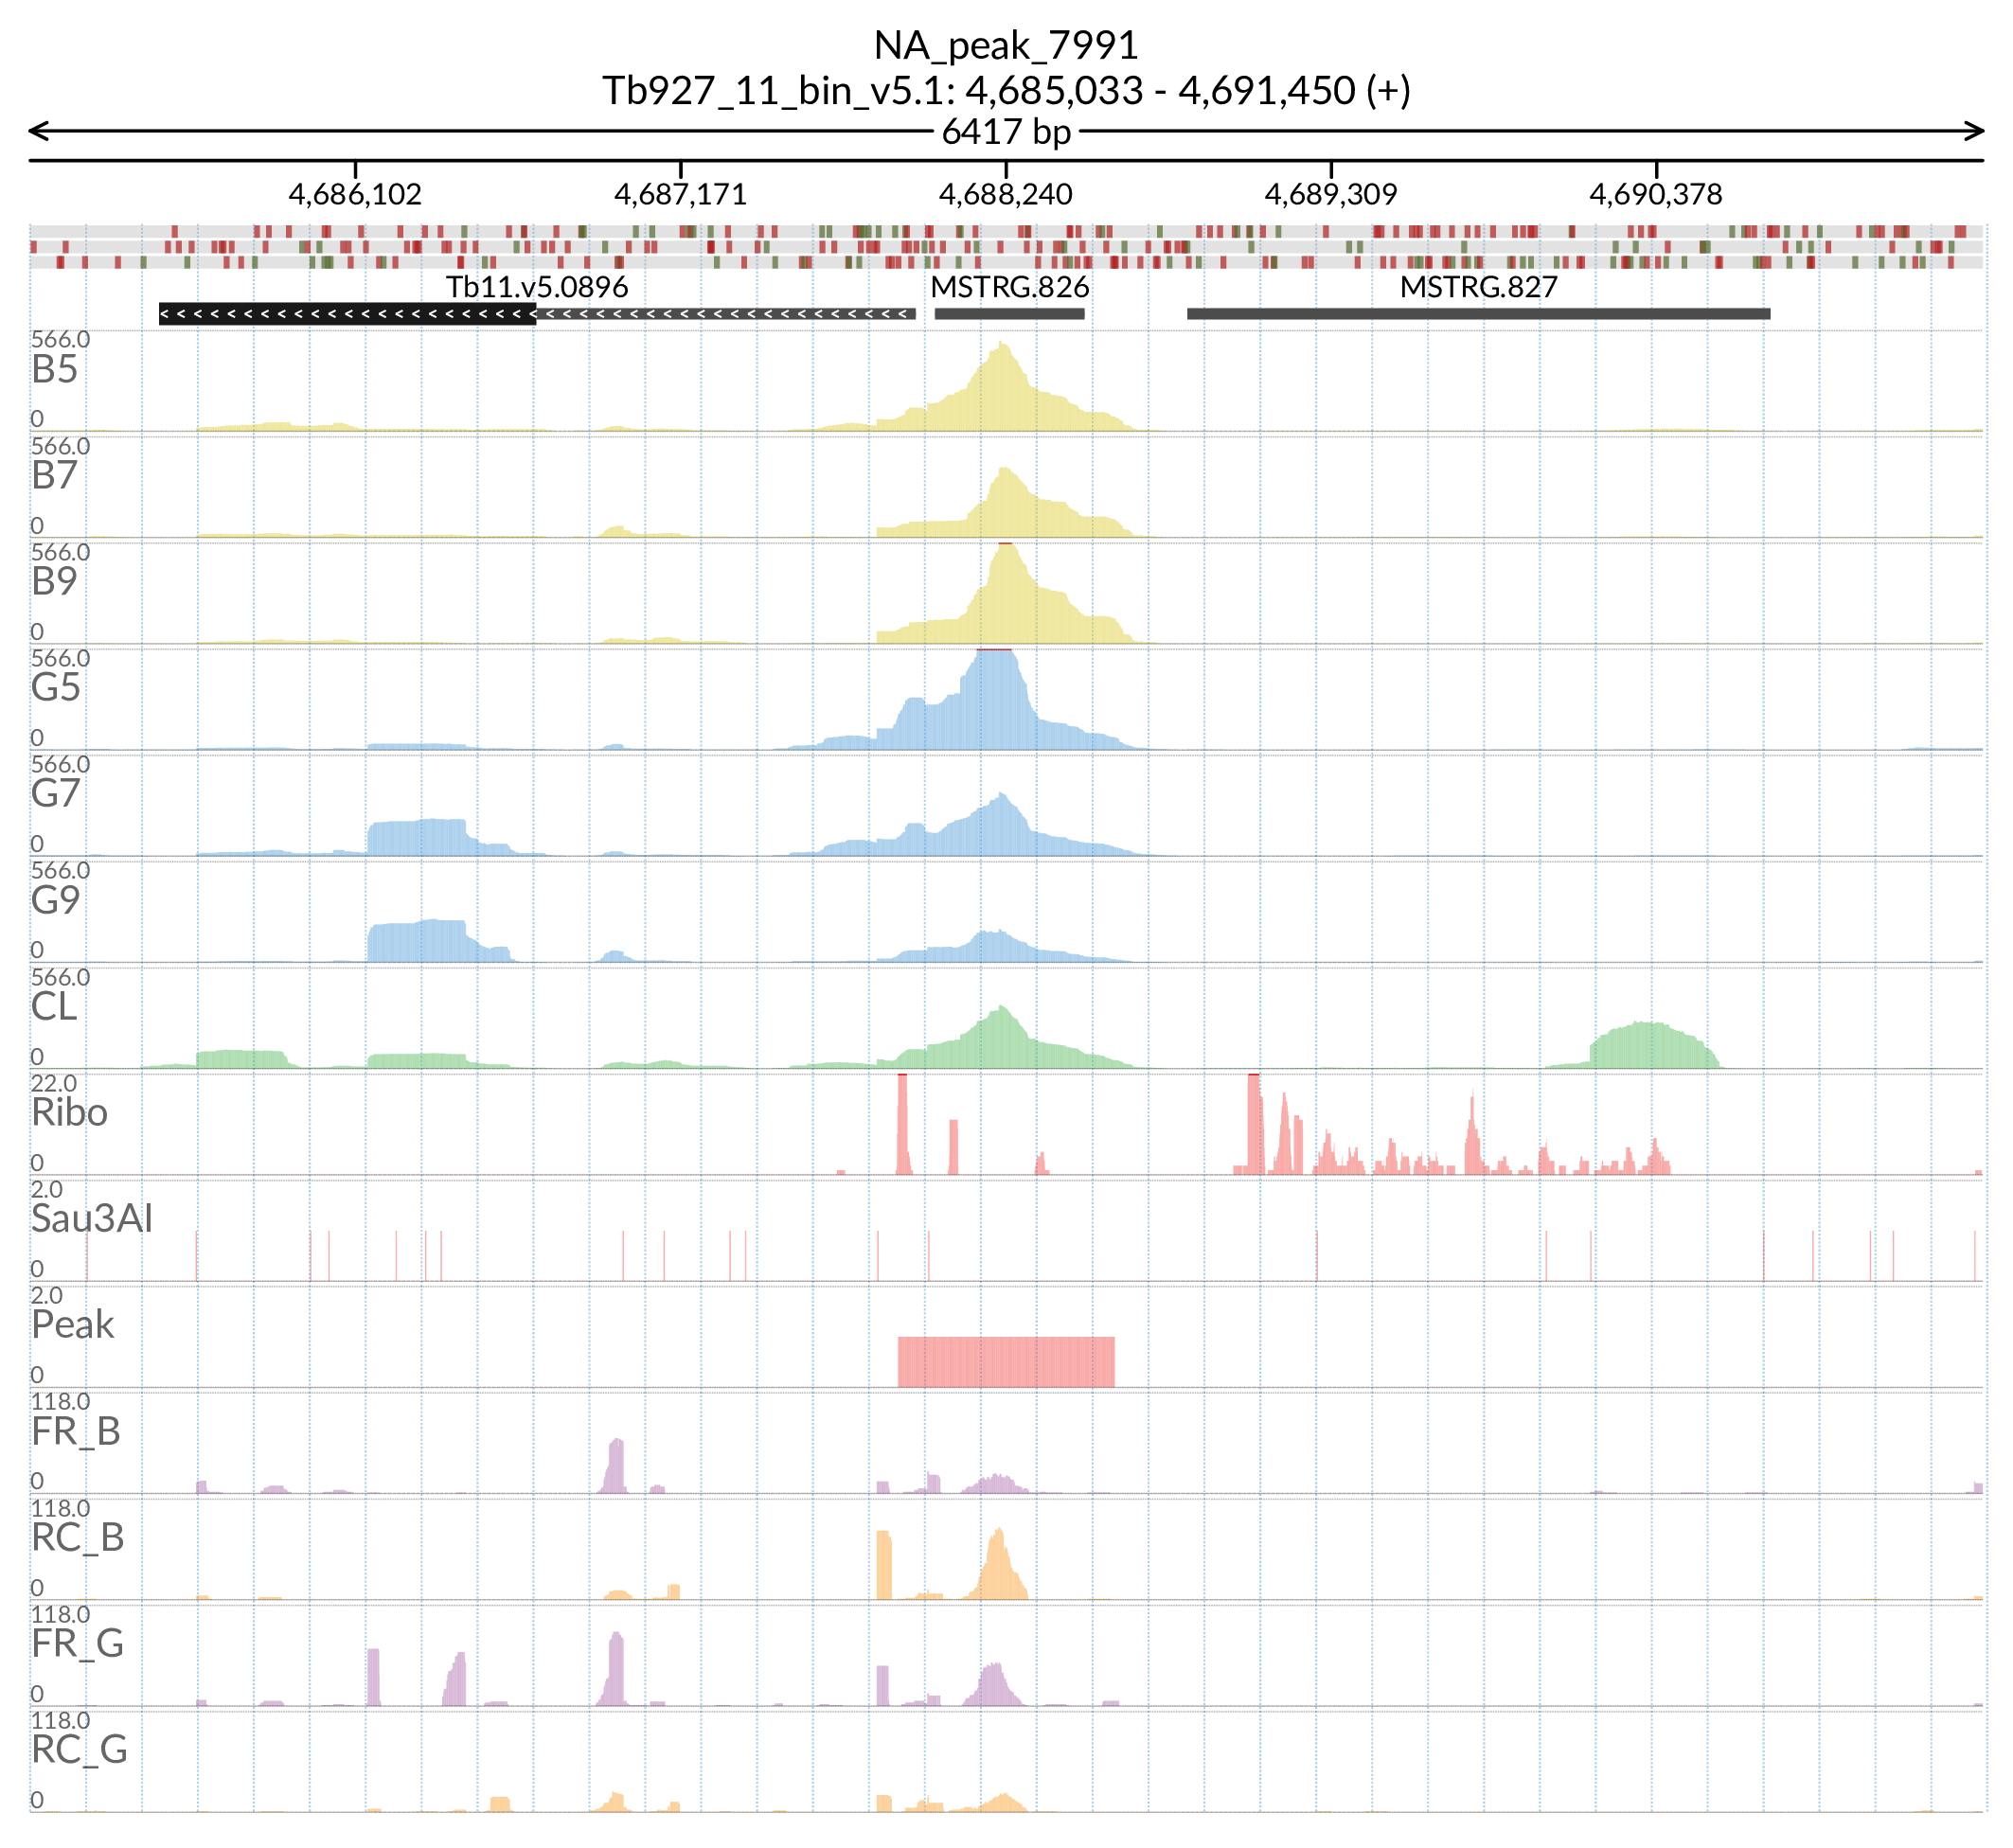 NA_peak_7991
Tb927_11_bin_v5.1: 4,685,033 - 4,691,450 (+)
6417 bp
4,686,102 4,687,171 4,688,240 4,689,309 4,690,378
Tb11.v5.0896 MSTRG.826 MSTRG.827
566.0
B5
0
566.0
B7
0
566.0
B9
0
566.0
G5
0
566.0
G7
0
566.0
G9
0
566.0
CL
0
22.0
Ribo
0
2.0
Sau3AI
0
2.0
Peak
0
118.0
FR_B
0
118.0
RC_B
0
118.0
FR_G
0
118.0
RC_G
0